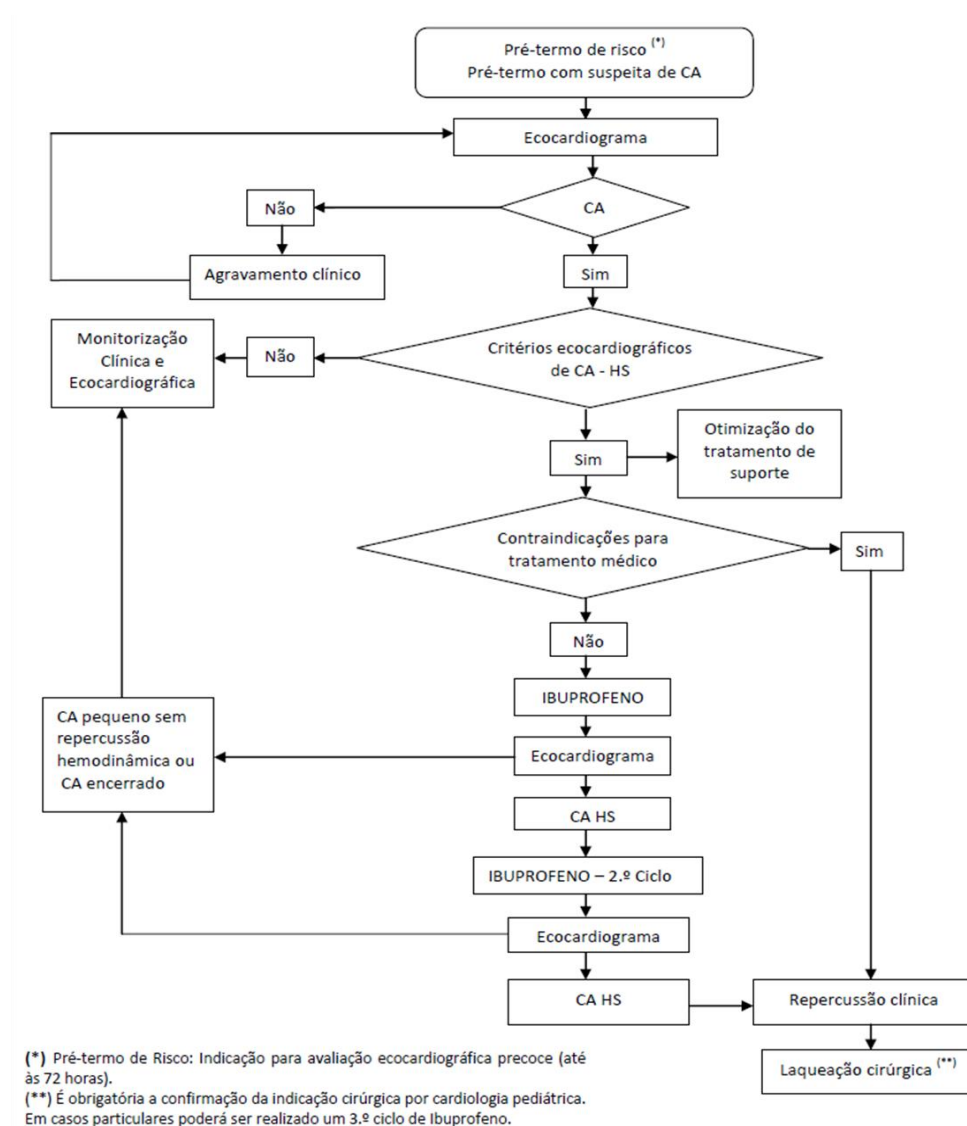 Pré-termo de risco (*)
Pré-termo com suspeita de CA
Ecocardiograma
CA
Não
Agravamento clínico
Sim
Critérios ecocardiográficos
de CA - HS
Não
Monitorização
Clínica e
Ecocardiográfica
Sim
Otimização do
tratamento de
suporte
Contraindicações para
tratamento médico
Sim
Não
IBUPROFENO
Ecocardiograma
CA pequeno sem
repercussão
hemodinâmica ou
CA encerrado
CA HS
IBUPROFENO – 2.º Ciclo
Ecocardiograma
CA HS
Repercussão clínica
Laqueação cirúrgica (**)
(*) Pré-termo de Risco: Indicação para avaliação ecocardiográfica precoce (até
às 72 horas).
(**) É obrigatória a confirmação da indicação cirúrgica por cardiologia pediátrica.
Em casos particulares poderá ser realizado um 3.º ciclo de Ibuprofeno.